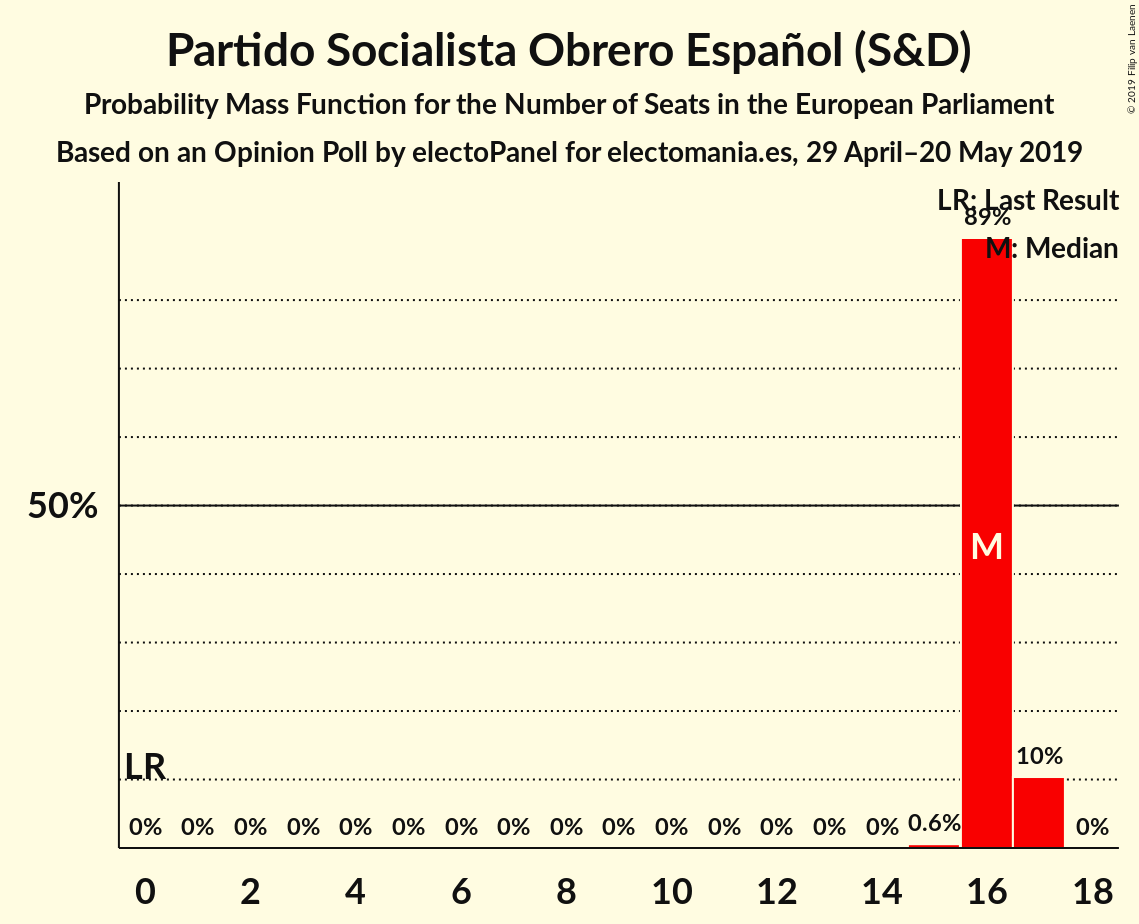 Partido Socialista Obrero Español (S&D)
Probability Mass Function for the Number of Seats in the European Parliament
Based on an Opinion Poll by electoPanel for electomania.es, 29 April–20 May 2019
© 2019 Filip van Laenen
LR: Last Result
89%
M: Median
50%
M
LR
10%
0% 0% 0% 0% 0% 0% 0% 0% 0% 0% 0% 0% 0% 0% 0% 0.6% 0%
0 2 4 6 8 10 12 14 16 18